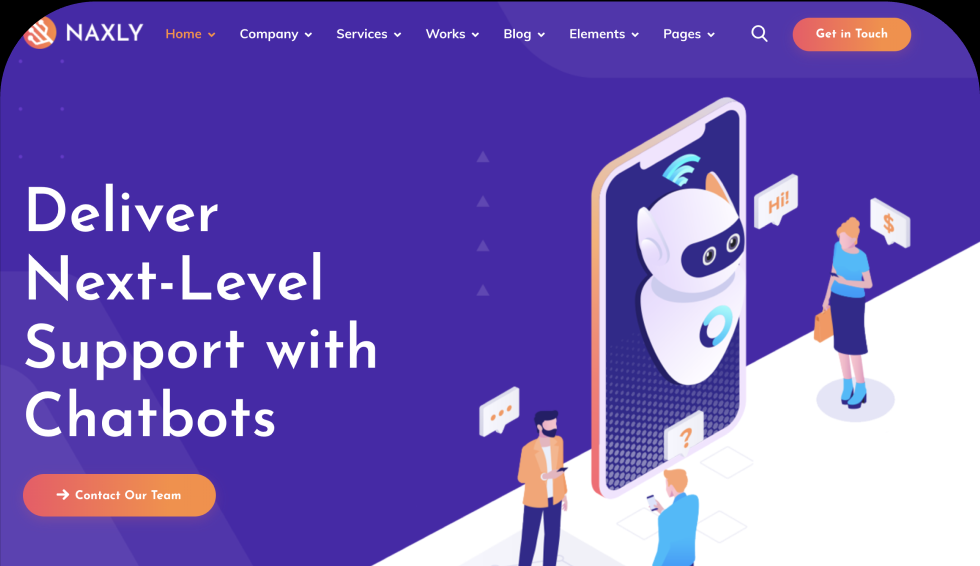 NAXLY
Home
Company
Services
Works
Blog
Elements
Pages
Get in Touch
Deliver
Next-Level
Support with
Chatbots
Contact Our Team
Hi!
$
...
?